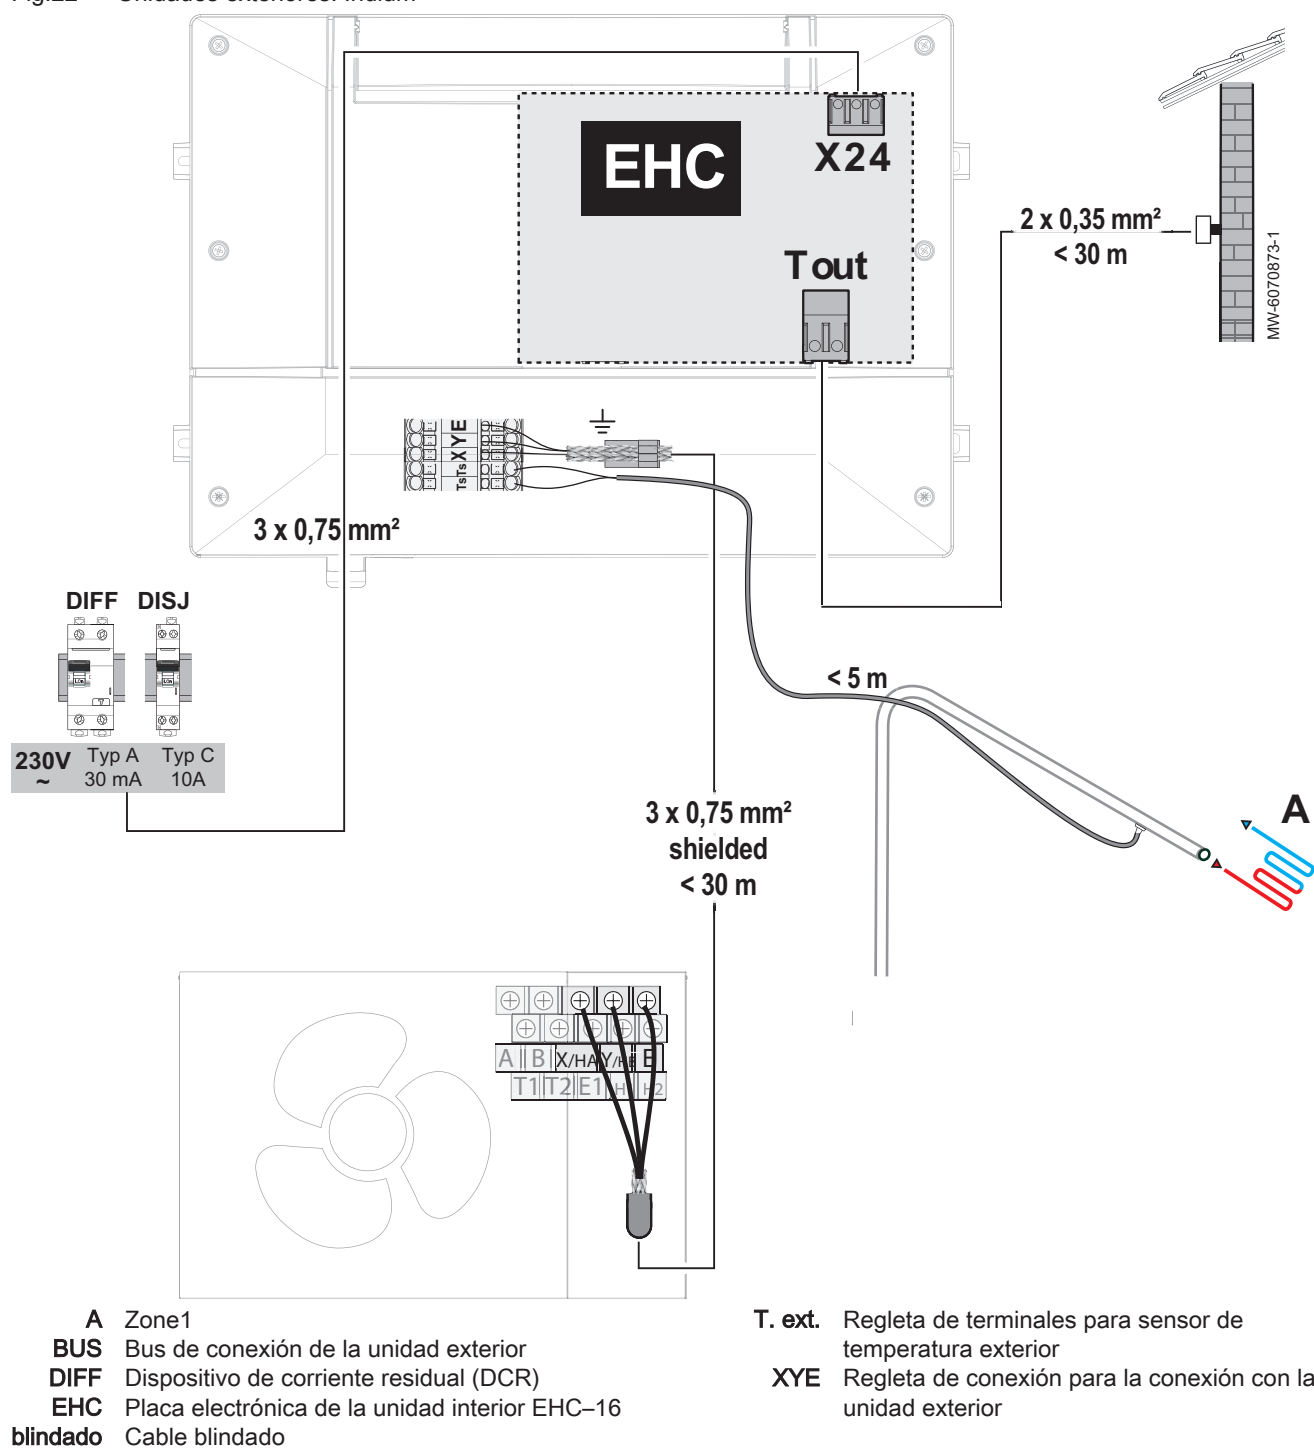 EHC
X24
T out
2 x 0,35 mm²
< 30 m
MW-6070873-1
XYE
TsTs
3 x 0,75 mm²
DIFF DISJ
230V ~
Typ A 30 mA
Typ C 10A
< 5 m
3 x 0,75 mm²
shielded
< 30 m
A
A B X/HA Y/HB E
T1 T2 E1 H1 H2
A Zone1
BUS Bus de conexión de la unidad exterior
DIFF Dispositivo de corriente residual (DCR)
EHC Placa electrónica de la unidad interior EHC–16
blindado Cable blindado
T. ext. Regleta de terminales para sensor de
temperatura exterior
XYE Regleta de conexión para la conexión con la
unidad exterior